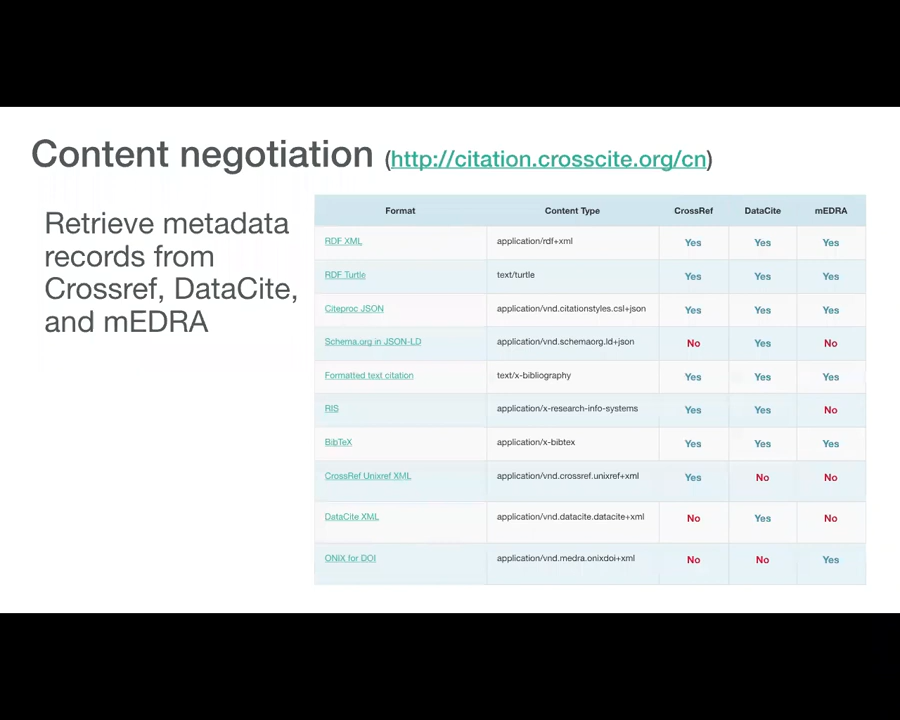 Content negotiation (http://citation.crosscite.org/cn)
Retrieve metadata
records from
Crossref, DataCite,
and mEDRA
Format Content Type CrossRef DataCite mEDRA
RDF XML application/rdf+xml Yes Yes Yes
RDF Turtle text/turtle Yes Yes Yes
Citeproc JSON application/vnd.citationstyles.csl+json Yes Yes Yes
Schema.org in JSON-LD application/vnd.schemaorg.ld+json No Yes No
Formatted text citation text/x-bibliography Yes Yes Yes
RIS application/x-research-info-systems Yes Yes No
BibTeX application/x-bibtex Yes Yes Yes
CrossRef Unixref XML application/vnd.crossref.unixref+xml Yes No No
DataCite XML application/vnd.datacite.datacite+xml No Yes No
ONIX for DOI application/vnd.medra.onixdoi+xml No No Yes